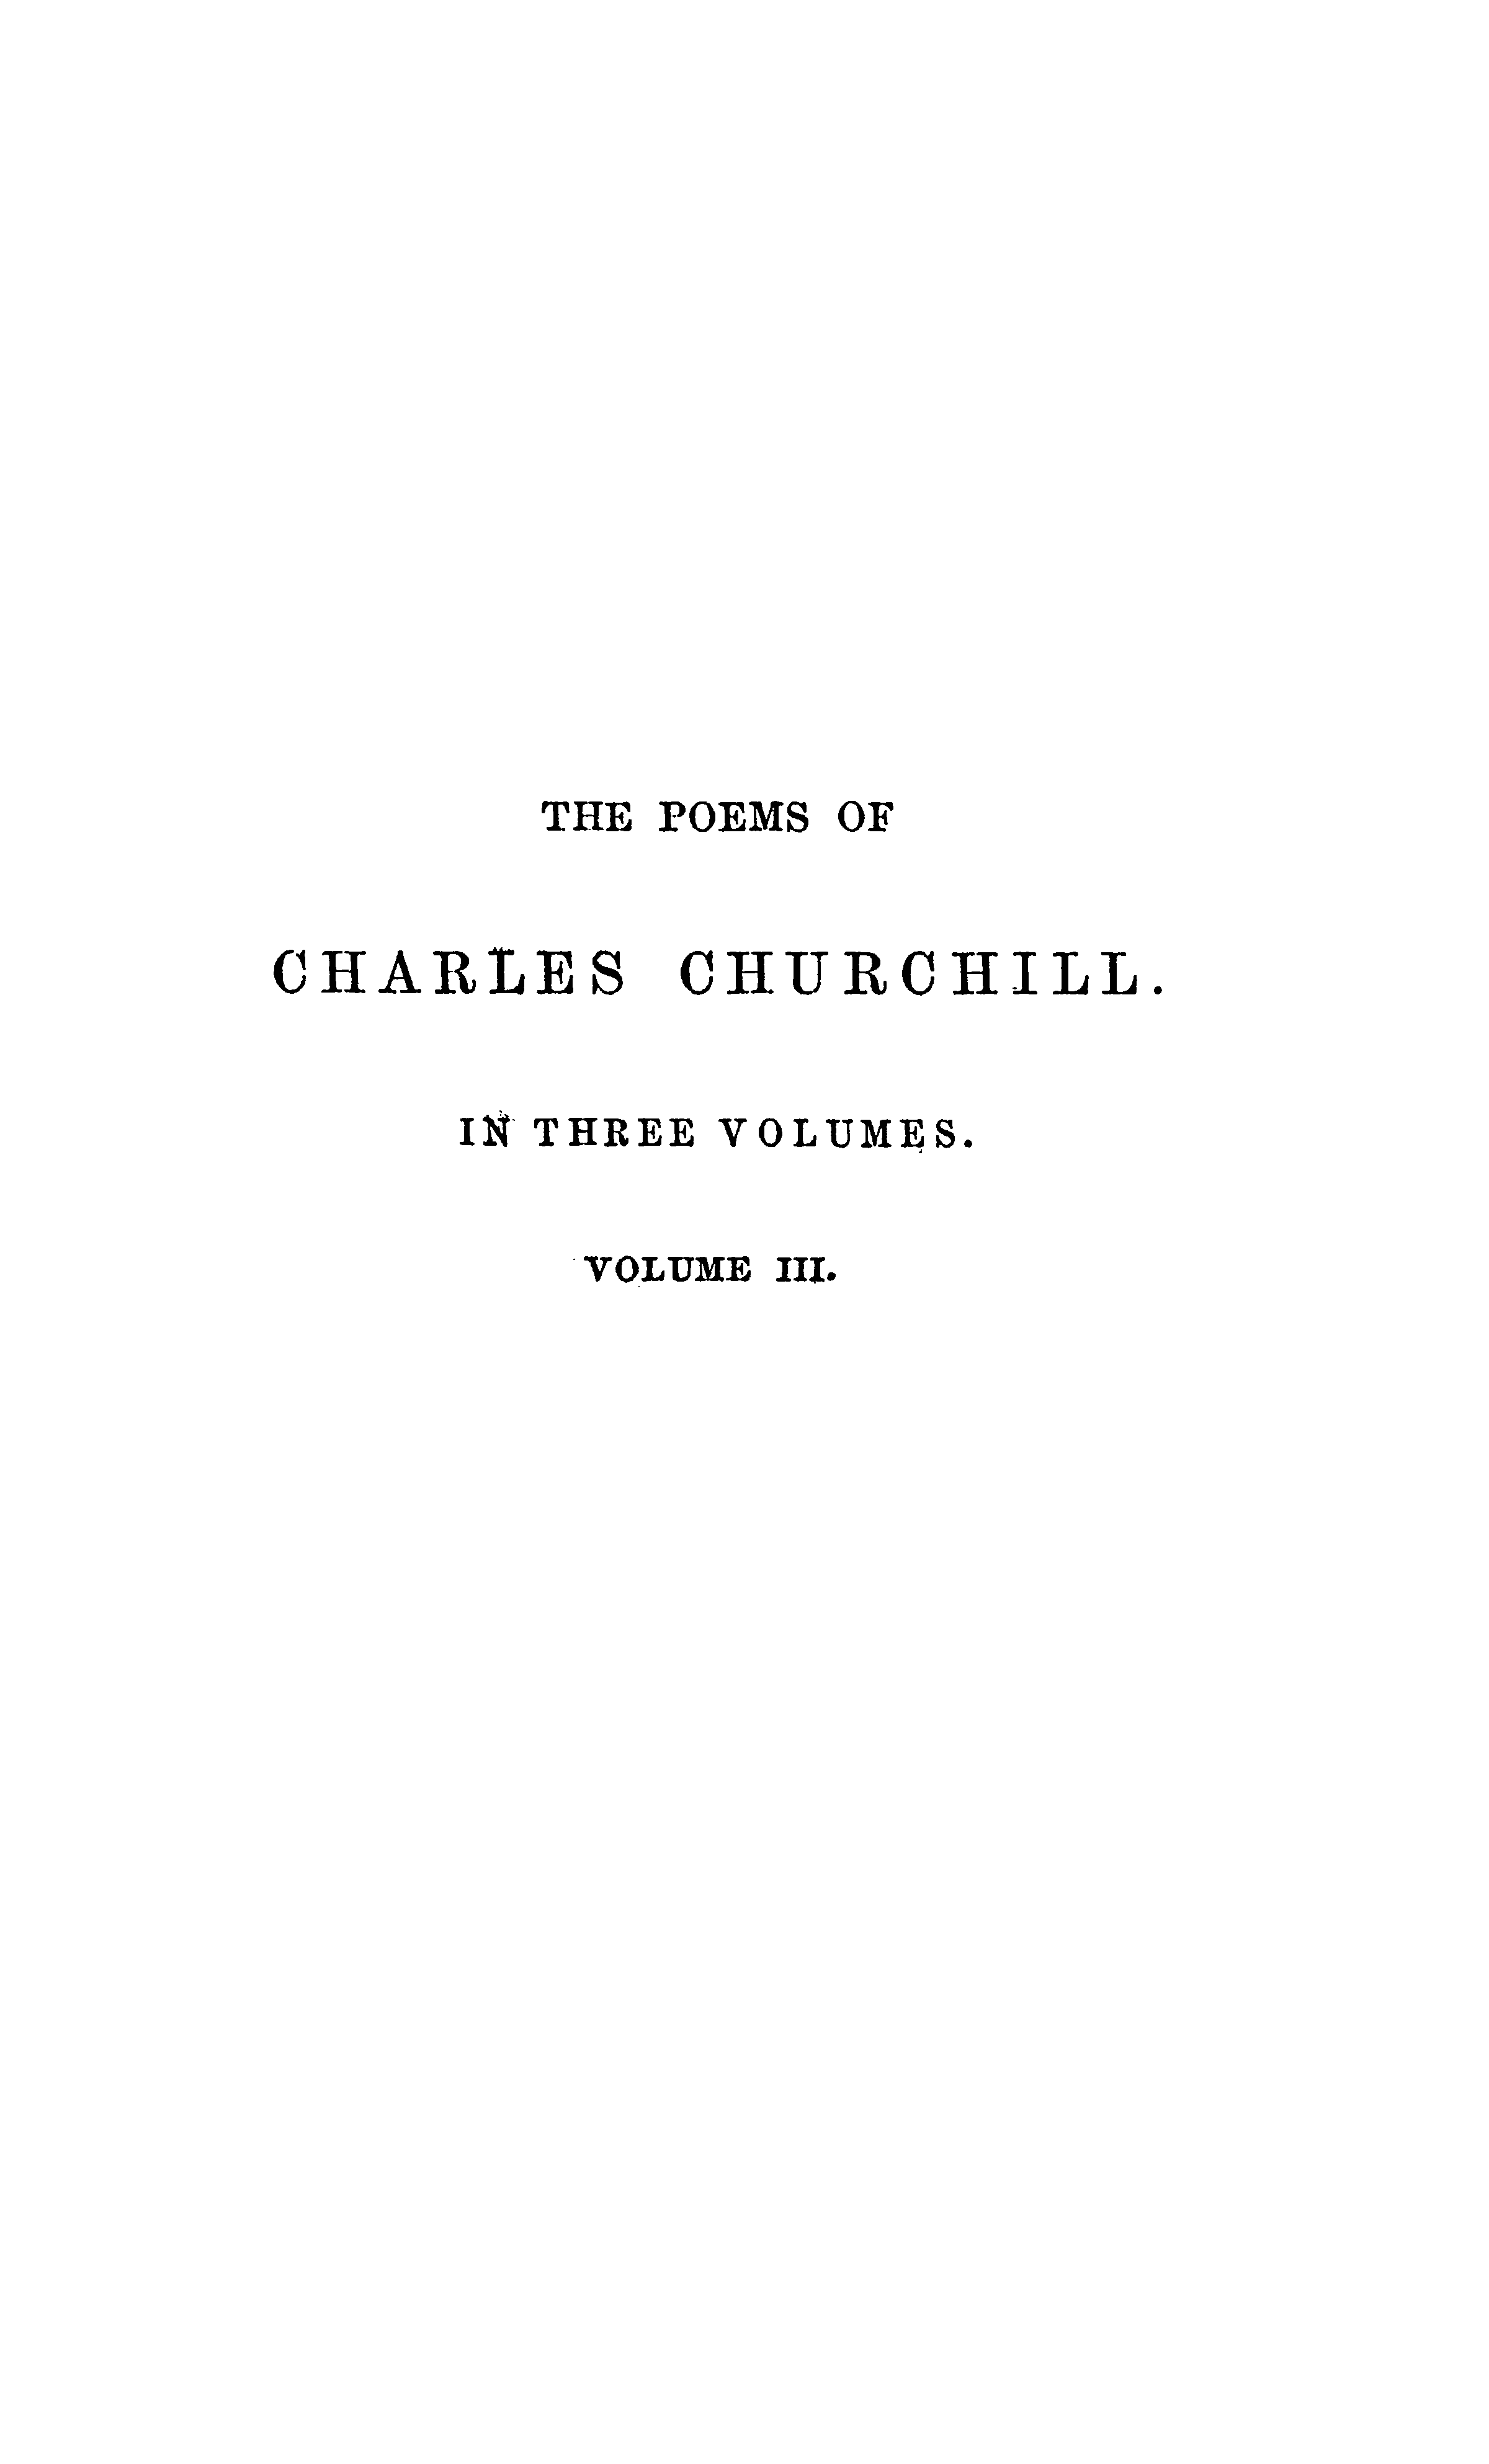 THE POEMS OF
CHARLES CHURCHILL.
IN THREE VOLUMES.
VOLUME III.